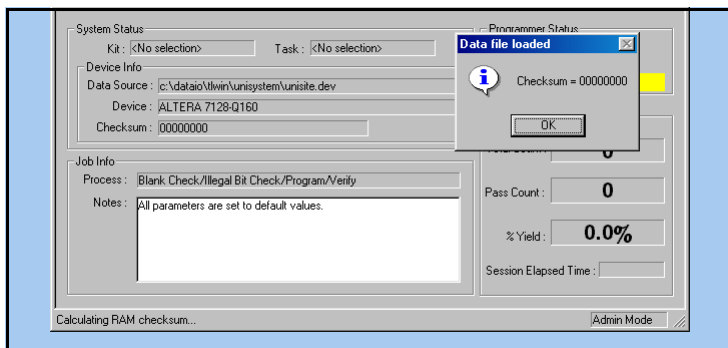 System Status
Kit : <No selection>
Task : <No selection>
Device Info
Data Source : c:\dataio\tlwin\unisystem\unisite.dev
Device : ALTERA 7128-Q160
Checksum : 00000000
Job Info
Process : Blank Check/Illegal Bit Check/Program/Verify
Notes : All parameters are set to default values.
Programmer Status
Data file loaded
Checksum = 00000000
OK
0
Pass Count : 0
% Yield : 0.0%
Session Elapsed Time :
Calculating RAM checksum...
Admin Mode